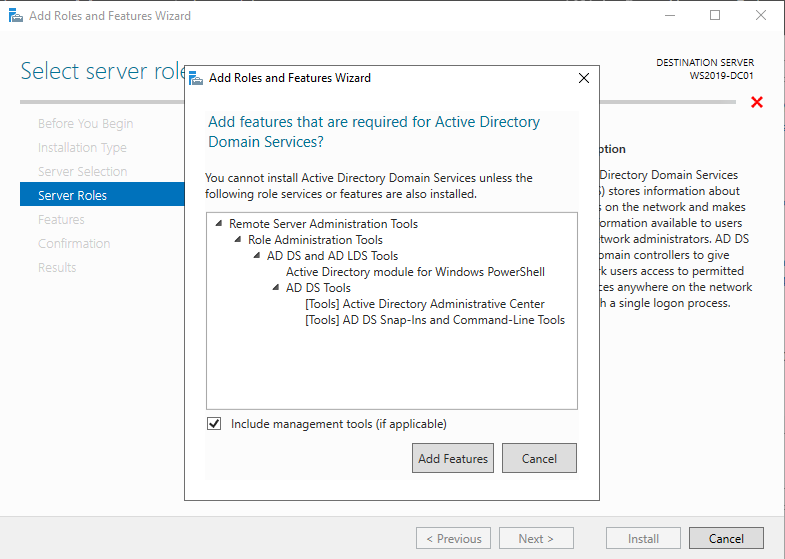 Add Roles and Features Wizard
Select server role
DESTINATION SERVER
WS2019-DC01
Before You Begin
Installation Type
Server Selection
Server Roles
Features
Confirmation
Results
Add Roles and Features Wizard
Add features that are required for Active Directory
Domain Services?
You cannot install Active Directory Domain Services unless the
following role services or features are also installed.
Remote Server Administration Tools
Role Administration Tools
AD DS and AD LDS Tools
Active Directory module for Windows PowerShell
AD DS Tools
[Tools] Active Directory Administrative Center
[Tools] AD DS Snap-Ins and Command-Line Tools
Include management tools (if applicable)
Add Features
Cancel
ption
Directory Domain Services
) stores information about
on the network and makes
ormation available to users
twork administrators. AD DS
omain controllers to give
k users access to permitted
ces anywhere on the network
h a single logon process.
< Previous
Next >
Install
Cancel